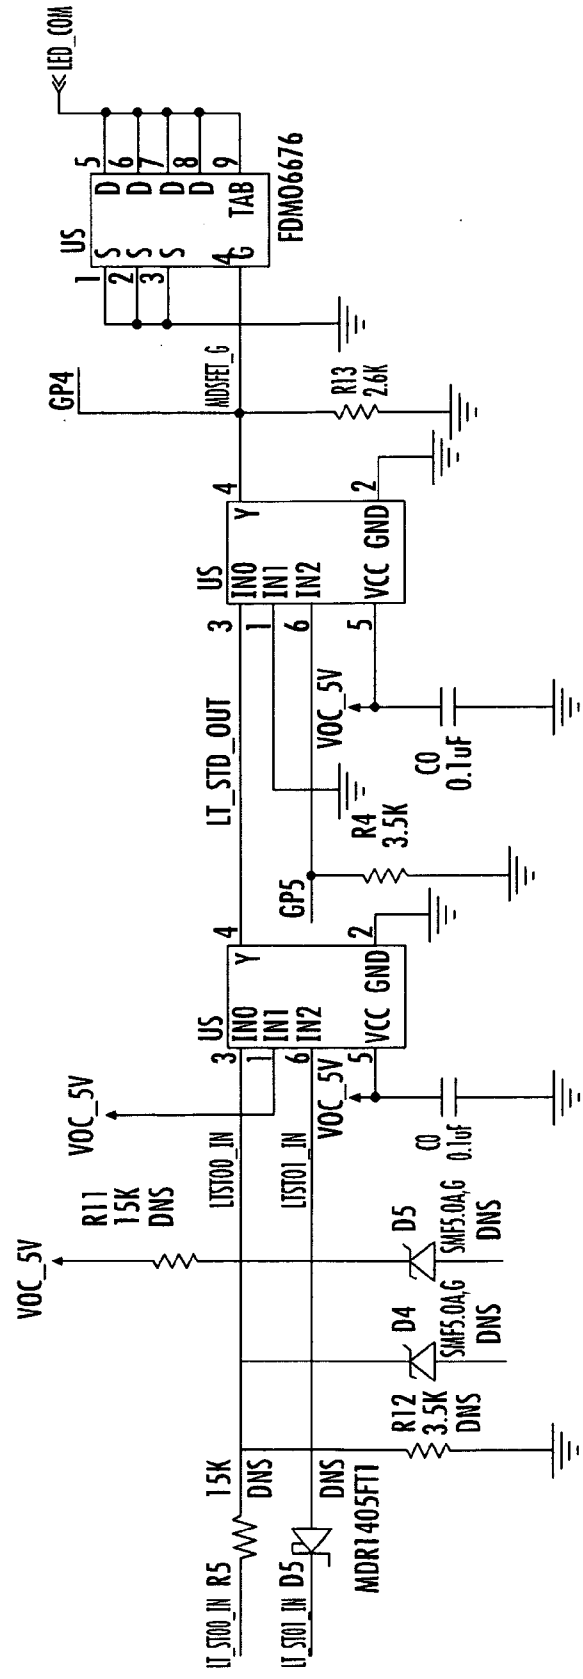 LED_COM
US
5 D
6 D
7 D
8 D
9 TAB
1 S
2 S
3 S
4 G
FDMO6676
GP4
MDSFET_G
R13
2.6K
US
4 Y
3 IN0
1 IN1
6 IN2
5 VCC
2 GND
LT_STD_OUT
VOC_5V
C0
0.1uF
R4
3.5K
GP5
US
4 Y
3 IN0
1 IN1
6 IN2
5 VCC
2 GND
VOC_5V
VOC_5V
C0
0.1uF
LTST00_IN
LTST01_IN
R11
15K
DNS
VOC_5V
D5
SMF5.0A,G
DNS
D4
SMF5.0A,G
DNS
R12
3.5K
DNS
15K
DNS
LT_ST00_IN R5
DNS
LT_ST01_IN D5
MDR1405FT1